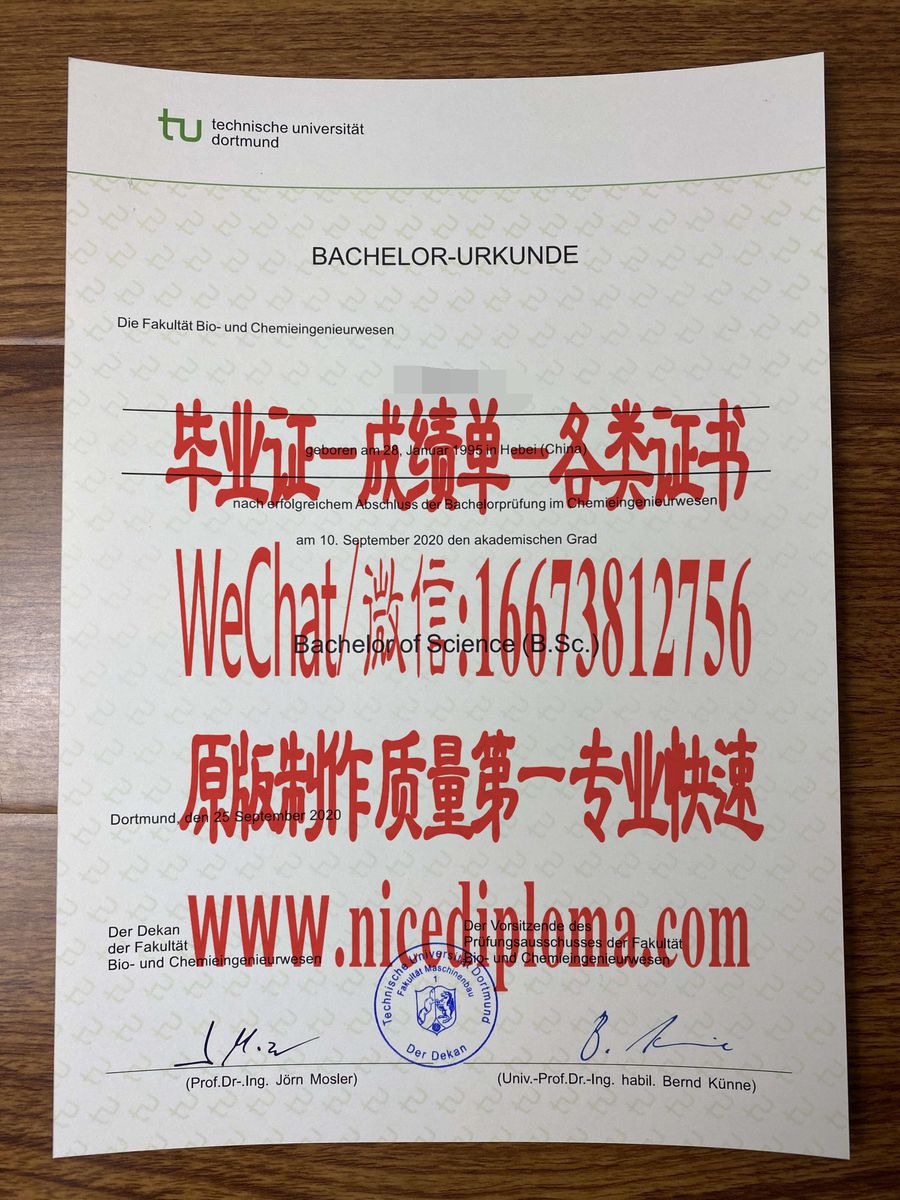 tu technische universität
dortmund
BACHELOR-URKUNDE
Die Fakultät Bio- und Chemieingenieurwesen
毕业证—成绩单—各类证书
geboren am 28, Januar 1995 in Hebei (China)
nach erfolgreichem Abschluss der Bachelorprüfung im Chemieingenieurwesen
am 10. September 2020 den akademischen Grad
WeChat/微信:16673812756
Bachelor of Science (B.Sc.)
原版制作质量第一专业快速
Dortmund, den 25 September 2020
www.nicediploma.com
Der Dekan
der Fakultät
Bio- und Chemieingenieurwesen
Der Vorsitzende des
Prüfungsausschusses der Fakultät
Bio- und Chemieingenieurwesen
Technische Universität Dortmund
Fakultät Maschinenbau
1
Der Dekan
(Prof.Dr-.Ing. Jörn Mosler)
(Univ.-Prof.Dr.-Ing. habil. Bernd Künne)